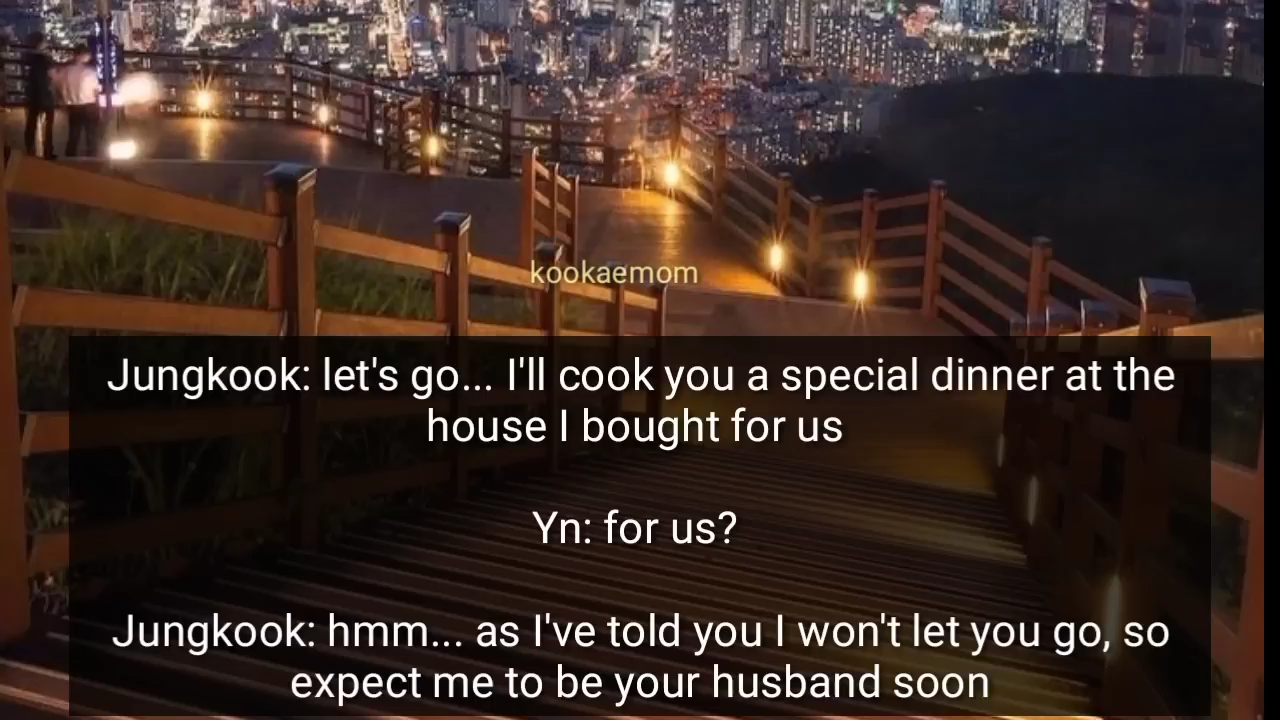 kookaemom
Jungkook: let's go... I'll cook you a special dinner at the
house I bought for us
Yn: for us?
Jungkook: hmm... as I've told you I won't let you go, so
expect me to be your husband soon